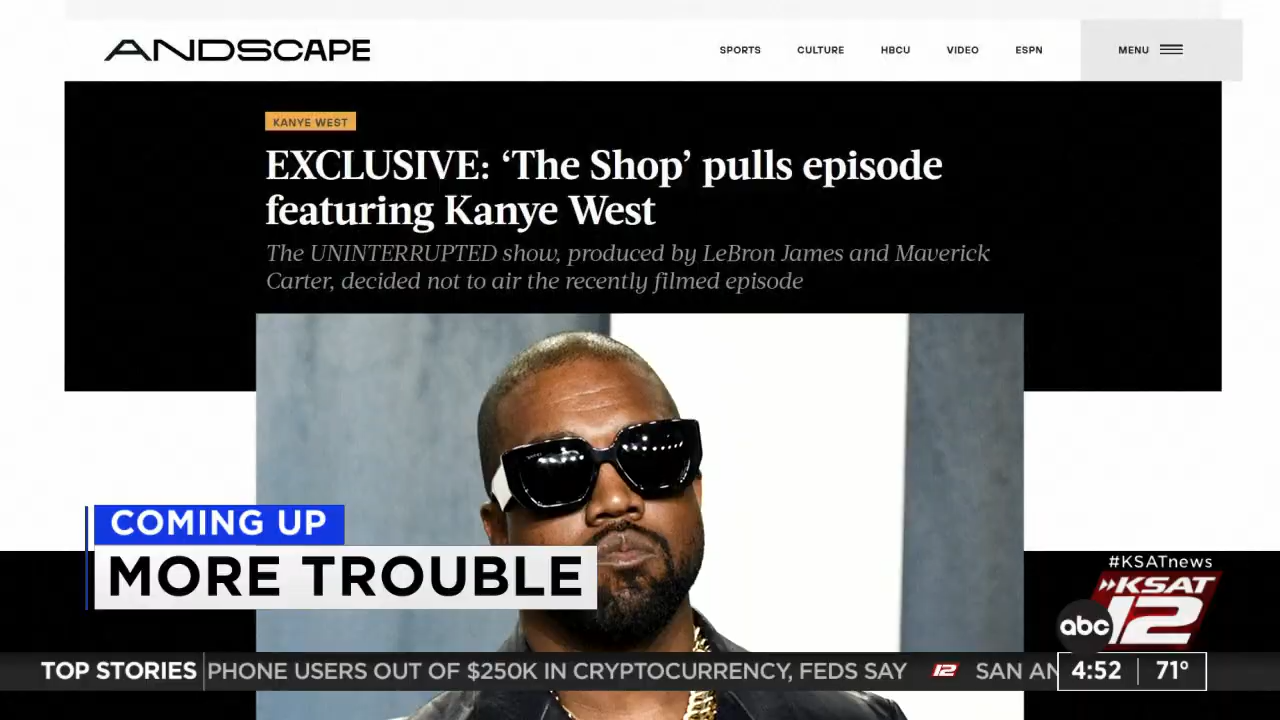 ANDSCAPE
SPORTS CULTURE HBCU VIDEO ESPN MENU
KANYE WEST
EXCLUSIVE: ‘The Shop’ pulls episode
featuring Kanye West
The UNINTERRUPTED show, produced by LeBron James and Maverick
Carter, decided not to air the recently filmed episode
COMING UP
MORE TROUBLE
#KSATnews
KSAT
abc 12
TOP STORIES PHONE USERS OUT OF $250K IN CRYPTOCURRENCY, FEDS SAY 12 SAN AN 4:52 71°